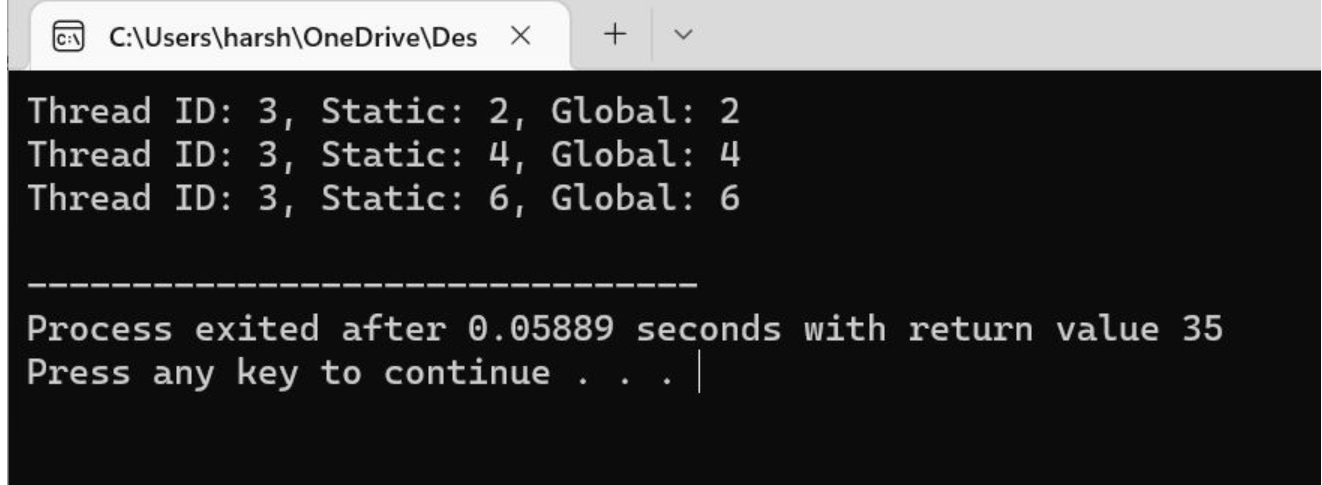 C:\Users\harsh\OneDrive\Des
Thread ID: 3, Static: 2, Global: 2
Thread ID: 3, Static: 4, Global: 4
Thread ID: 3, Static: 6, Global: 6
--------------------------------
Process exited after 0.05889 seconds with return value 35
Press any key to continue . . .